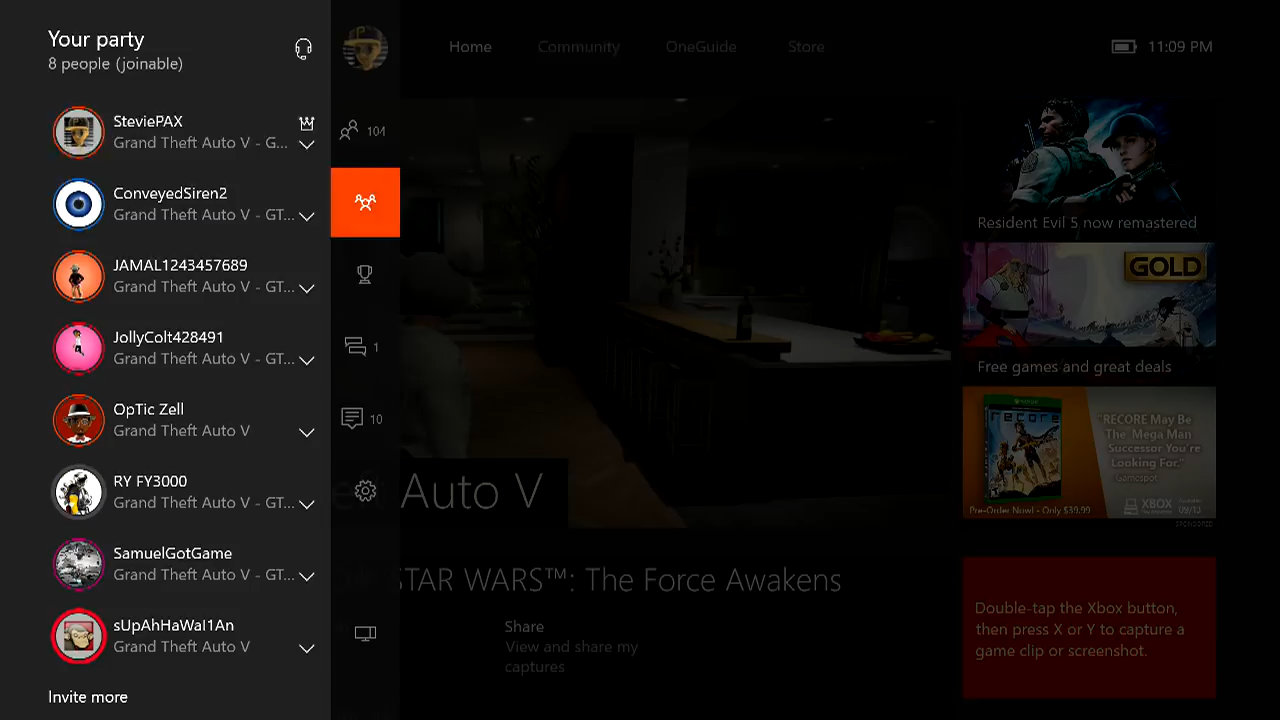 Your party
8 people (joinable)
SteviePAX
Grand Theft Auto V - G...
ConveyedSiren2
Grand Theft Auto V - GT...
JAMAL1243457689
Grand Theft Auto V - GT...
JollyColt428491
Grand Theft Auto V - GT...
OpTic Zell
Grand Theft Auto V
RY FY3000
Grand Theft Auto V - GT...
SamuelGotGame
Grand Theft Auto V - GT...
sUpAhHaWaI1An
Grand Theft Auto V
Invite more
104
1
10
Home Community OneGuide Store
11:09 PM
Auto V
STAR WARS™: The Force Awakens
Share
View and share my
captures
Resident Evil 5 now remastered
GOLD
Free games and great deals
recore
"RECORE May Be
The Mega Man
Successor You're
Looking For."
Gamespot
XBOX
09/13
Pre-Order Now! - Only $39.99
SPONSORED
Double-tap the Xbox button,
then press X or Y to capture a
game clip or screenshot.